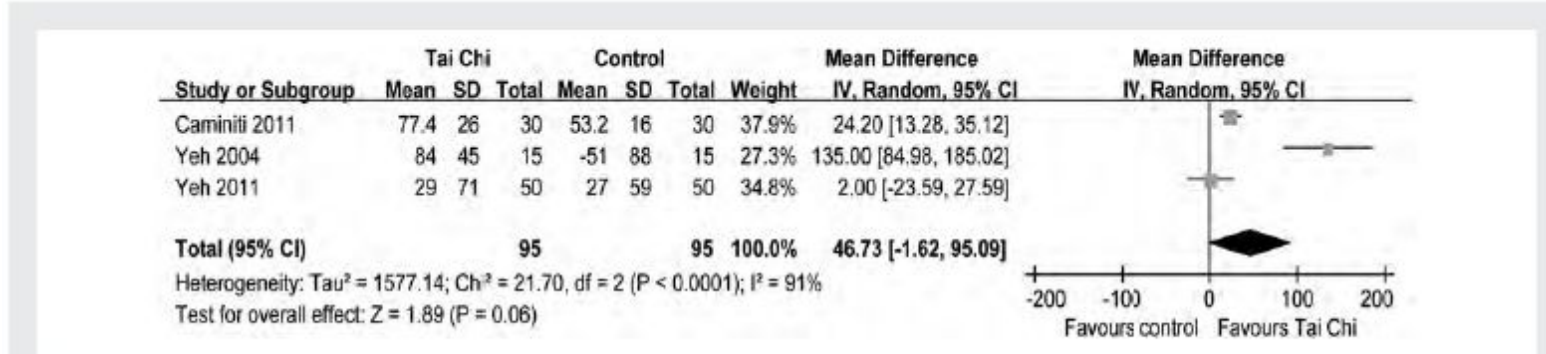 Tai Chi Control Mean Difference Mean Difference
Study or Subgroup Mean SD Total Mean SD Total Weight IV, Random, 95% CI IV, Random, 95% CI
Caminiti 2011 77.4 26 30 53.2 16 30 37.9% 24.20 [13.28, 35.12]
Yeh 2004 84 45 15 -51 88 15 27.3% 135.00 [84.98, 185.02]
Yeh 2011 29 71 50 27 59 50 34.8% 2.00 [-23.59, 27.59]
Total (95% CI) 95 95 100.0% 46.73 [-1.62, 95.09]
Heterogeneity: Tau² = 1577.14; Chi² = 21.70, df = 2 (P < 0.0001); I² = 91%
Test for overall effect: Z = 1.89 (P = 0.06)
-200 -100 0 100 200
Favours control Favours Tai Chi